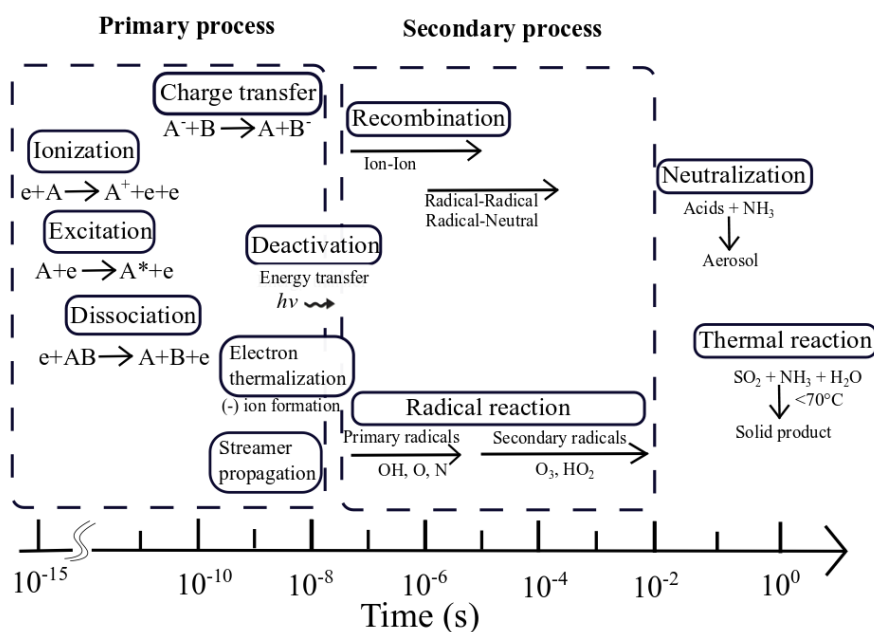 Primary process
Secondary process
Charge transfer
A⁻+B → A+B⁻
Ionization
e+A → A⁺+e+e
Excitation
A+e → A*+e
Dissociation
e+AB → A+B+e
Deactivation
Energy transfer
hν
Electron
thermalization
(-) ion formation
Streamer
propagation
Recombination
Ion-Ion
Radical-Radical
Radical-Neutral
Radical reaction
Primary radicals
OH, O, N
Secondary radicals
O₃, HO₂
Neutralization
Acids + NH₃
Aerosol
Thermal reaction
SO₂ + NH₃ + H₂O
<70°C
Solid product
10⁻¹⁵ 10⁻¹⁰ 10⁻⁸ 10⁻⁶ 10⁻⁴ 10⁻² 10⁰
Time (s)